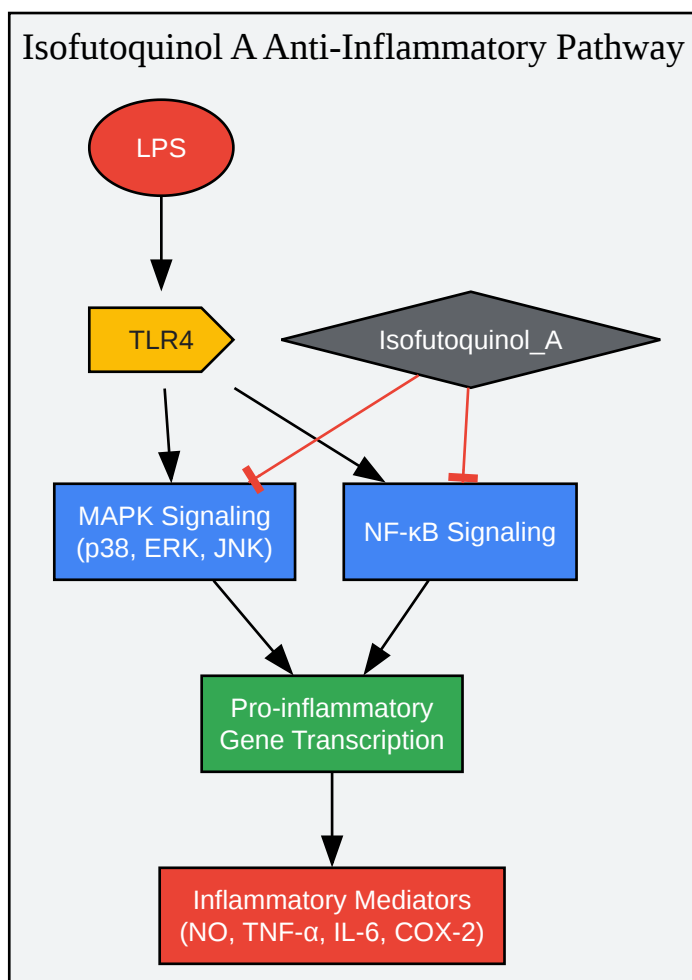 Isofutoquinol A Anti-Inflammatory Pathway
LPS
TLR4
Isofutoquinol_A
MAPK Signaling
(p38, ERK, JNK)
NF-κB Signaling
Pro-inflammatory
Gene Transcription
Inflammatory Mediators
(NO, TNF-α, IL-6, COX-2)